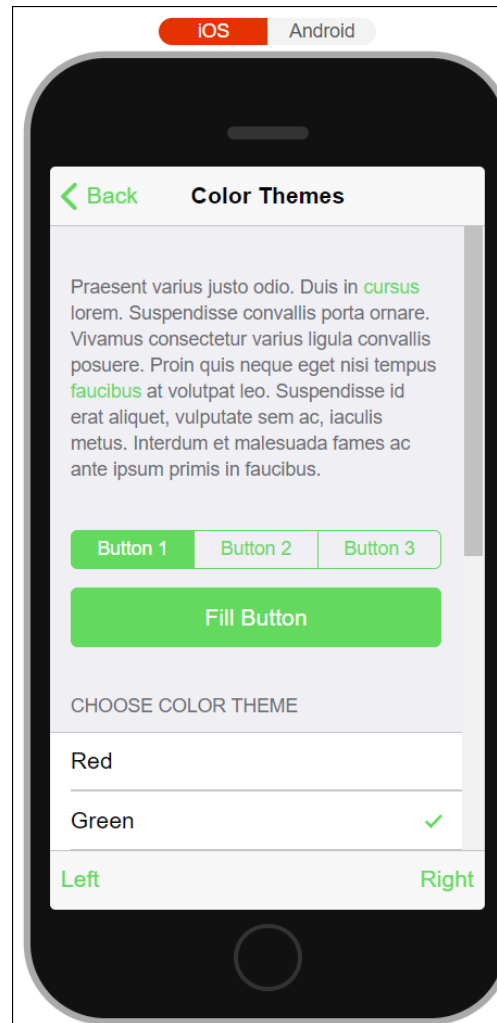 iOS Android
Back Color Themes
Praesent varius justo odio. Duis in cursus
lorem. Suspendisse convallis porta ornare.
Vivamus consectetur varius ligula convallis
posuere. Proin quis neque eget nisi tempus
faucibus at volutpat leo. Suspendisse id
erat aliquet, vulputate sem ac, iaculis
metus. Interdum et malesuada fames ac
ante ipsum primis in faucibus.
Button 1 Button 2 Button 3
Fill Button
CHOOSE COLOR THEME
Red
Green
Left Right